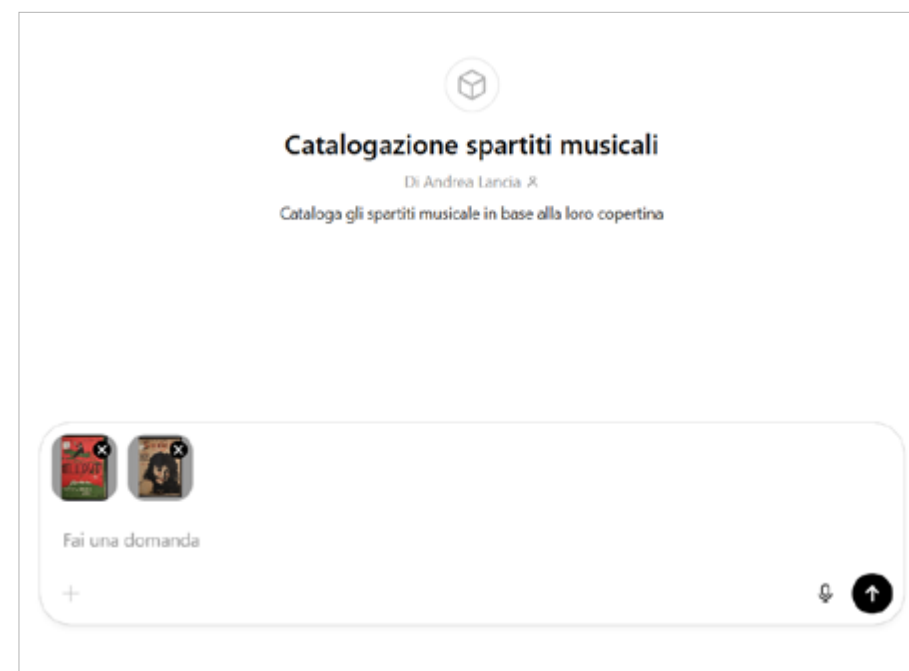 Catalogazione spartiti musicali
Di Andrea Lancia
Cataloga gli spartiti musicale in base alla loro copertina
Fai una domanda